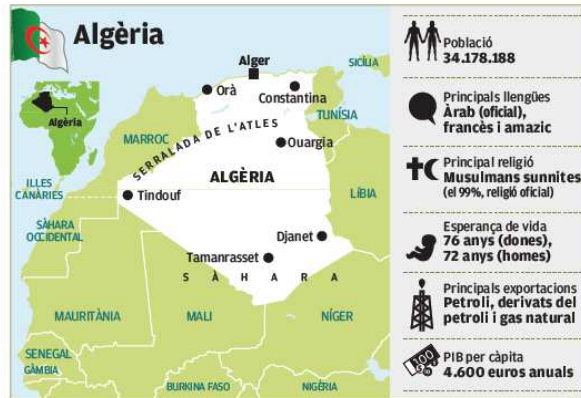 Algèria
Alger
SICÍLIA
Orà
Constantina
Algèria
TUNÍSIA
MARROC
SERRALADA DE L'ATLES
Ouargla
ALGÈRIA
ILLES
CANÀRIES
Tindouf
LÍBIA
SÀHARA
OCCIDENTAL
Djanet
Tamanrasset
SÀHARA
MAURITÀNIA
MALI
NÍGER
SENEGAL
GÀMBIA
BURKINA FASO
NIGÈRIA
Població
34.178.188
Principals llengües
Àrab (oficial),
francès i amazic
Principal religió
Musulmans sunnites
(el 99%, religió oficial)
Esperança de vida
76 anys (dones),
72 anys (homes)
Principals exportacions
Petroli, derivats del
petroli i gas natural
100
PIB per càpita
4.600 euros anuals